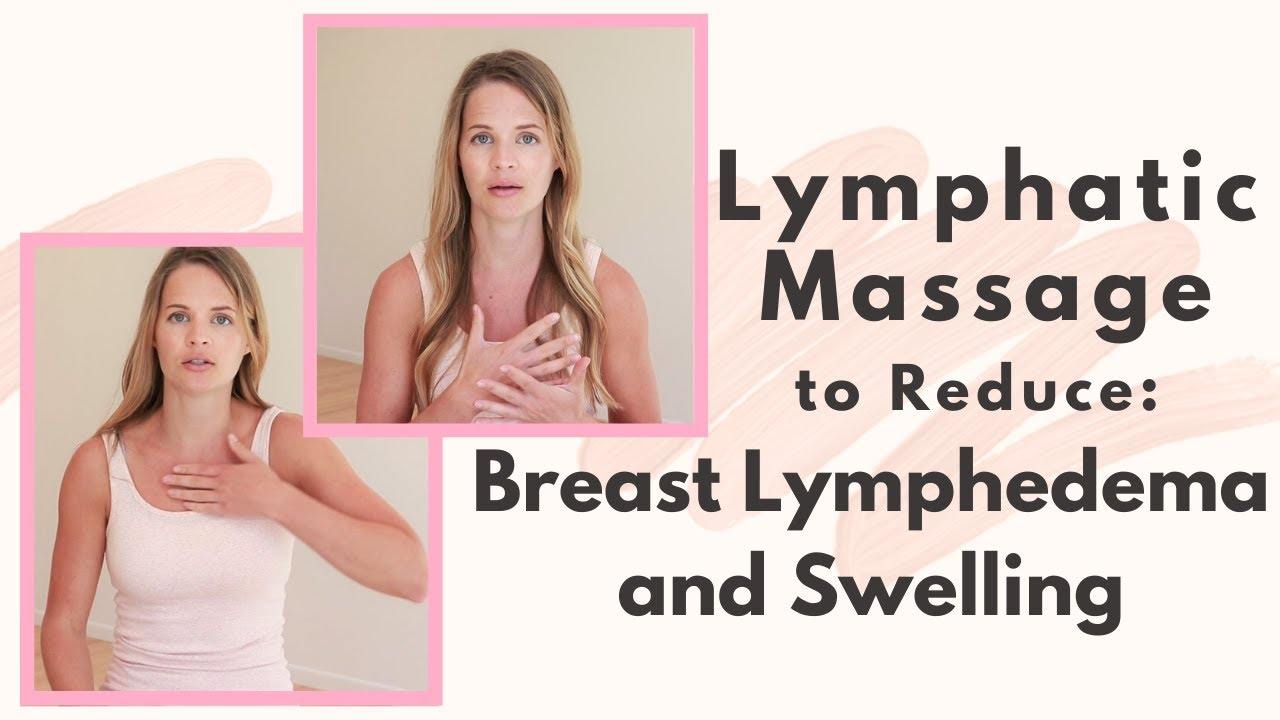 Lymphatic
Massage
to Reduce:
Breast Lymphedema
and Swelling